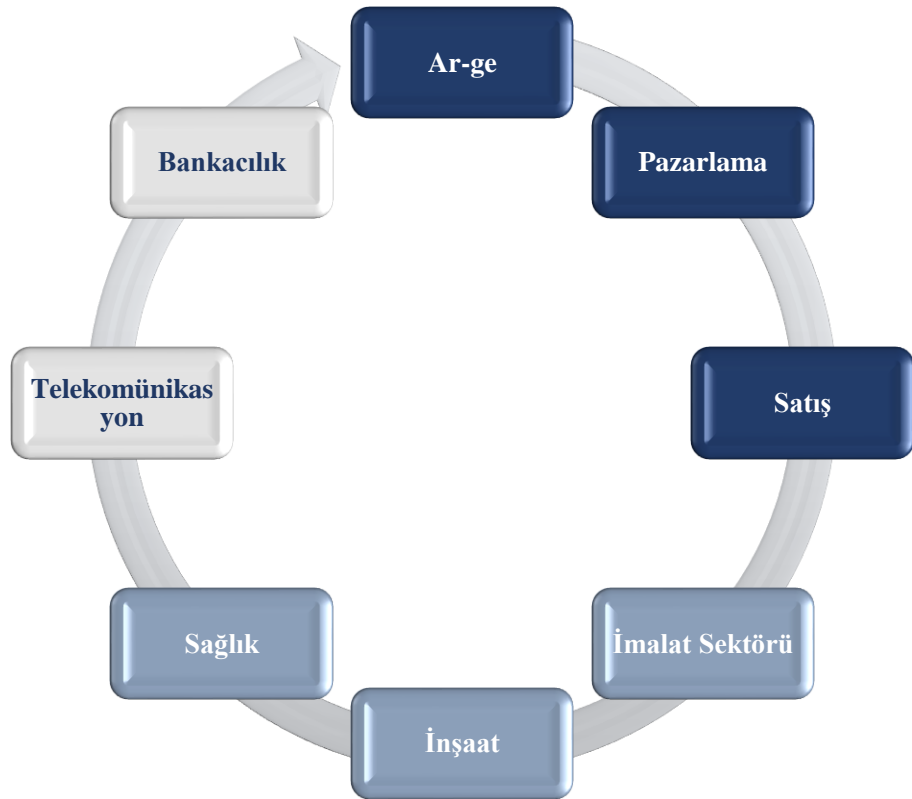 Ar-ge
Pazarlama
Satış
İmalat Sektörü
İnşaat
Sağlık
Telekomünikas
yon
Bankacılık